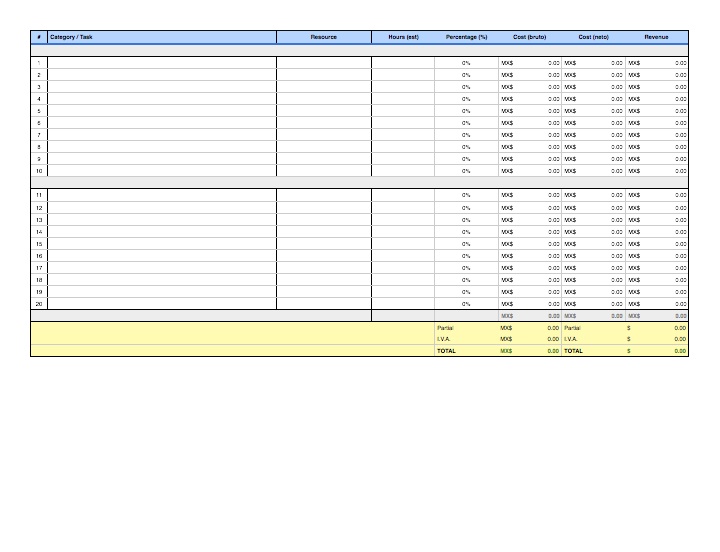 # Category / Task Resource Hours (est) Percentage (%) Cost (bruto) Cost (neto) Revenue
1 0% MX$ 0.00 MX$ 0.00 MX$ 0.00
2 0% MX$ 0.00 MX$ 0.00 MX$ 0.00
3 0% MX$ 0.00 MX$ 0.00 MX$ 0.00
4 0% MX$ 0.00 MX$ 0.00 MX$ 0.00
5 0% MX$ 0.00 MX$ 0.00 MX$ 0.00
6 0% MX$ 0.00 MX$ 0.00 MX$ 0.00
7 0% MX$ 0.00 MX$ 0.00 MX$ 0.00
8 0% MX$ 0.00 MX$ 0.00 MX$ 0.00
9 0% MX$ 0.00 MX$ 0.00 MX$ 0.00
10 0% MX$ 0.00 MX$ 0.00 MX$ 0.00
11 0% MX$ 0.00 MX$ 0.00 MX$ 0.00
12 0% MX$ 0.00 MX$ 0.00 MX$ 0.00
13 0% MX$ 0.00 MX$ 0.00 MX$ 0.00
14 0% MX$ 0.00 MX$ 0.00 MX$ 0.00
15 0% MX$ 0.00 MX$ 0.00 MX$ 0.00
16 0% MX$ 0.00 MX$ 0.00 MX$ 0.00
17 0% MX$ 0.00 MX$ 0.00 MX$ 0.00
18 0% MX$ 0.00 MX$ 0.00 MX$ 0.00
19 0% MX$ 0.00 MX$ 0.00 MX$ 0.00
20 0% MX$ 0.00 MX$ 0.00 MX$ 0.00
MX$ 0.00 MX$ 0.00 MX$ 0.00
Partial MX$ 0.00 Partial $ 0.00
I.V.A. MX$ 0.00 I.V.A. $ 0.00
TOTAL MX$ 0.00 TOTAL $ 0.00